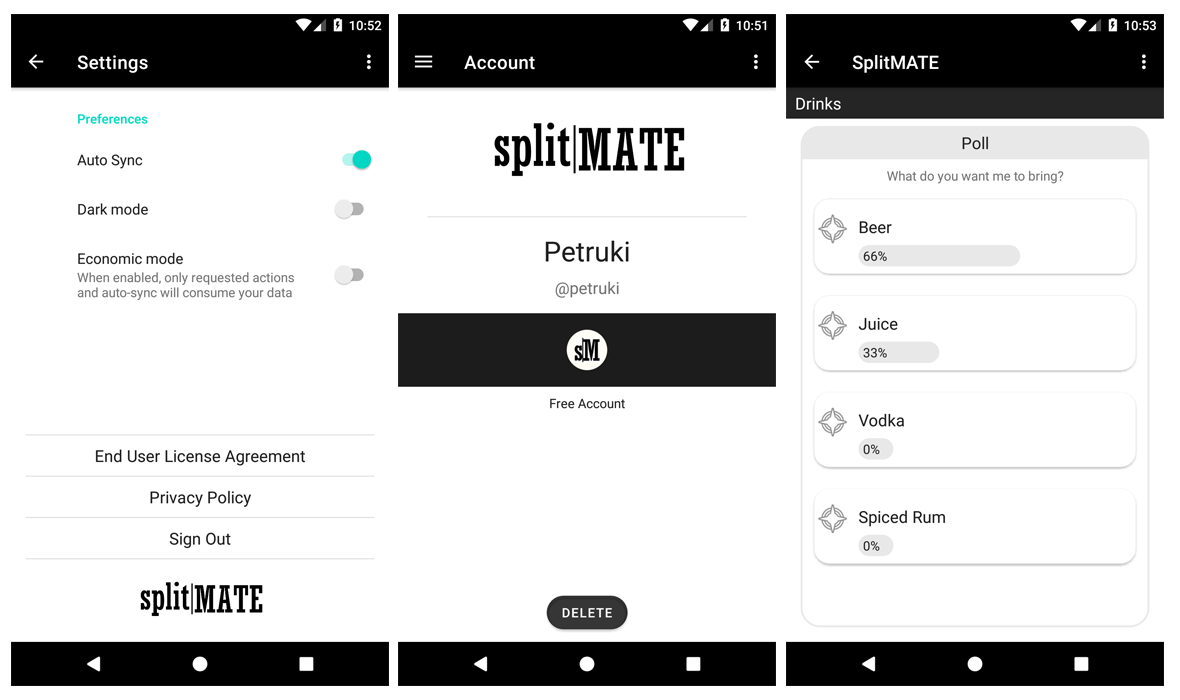 10:52
Settings
Preferences
Auto Sync
Dark mode
Economic mode
When enabled, only requested actions
and auto-sync will consume your data
End User License Agreement
Privacy Policy
Sign Out
split|MATE
10:51
Account
split|MATE
Petruki
@petruki
s|M
Free Account
DELETE
10:53
SplitMATE
Drinks
Poll
What do you want me to bring?
Beer
66%
Juice
33%
Vodka
0%
Spiced Rum
0%